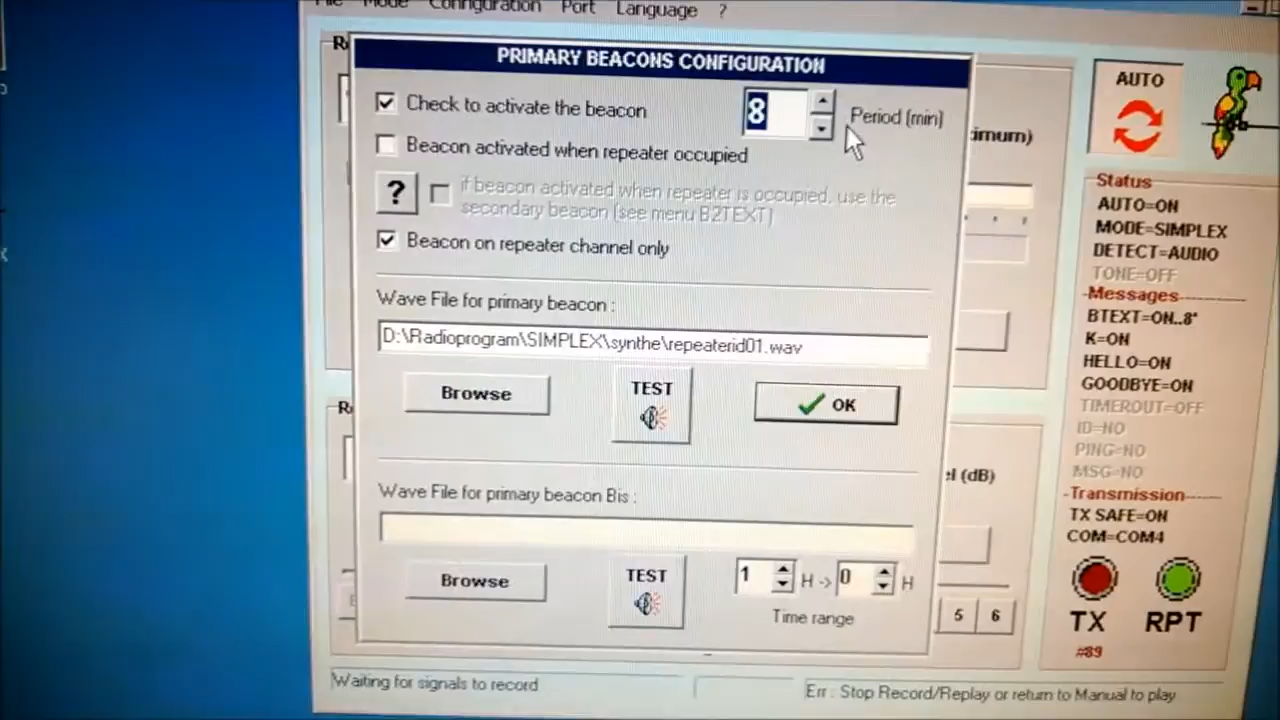 File Mode Configuration Port Language ?
PRIMARY BEACONS CONFIGURATION
Check to activate the beacon
8
Period (min)
Beacon activated when repeater occupied
?
if beacon activated when repeater is occupied, use the
secondary beacon (see menu B2TEXT)
Beacon on repeater channel only
Wave File for primary beacon :
D:\Radioprogram\SIMPLEX\synthe\repeaterid01.wav
Browse
TEST
OK
Wave File for primary beacon Bis :
Browse
TEST
1 H -> 0 H
Time range
(dB)
5 6
AUTO
Status
AUTO=ON
MODE=SIMPLEX
DETECT=AUDIO
TONE=OFF
-Messages------
BTEXT=ON..8'
K=ON
HELLO=ON
GOODBYE=ON
TIMEROUT=OFF
ID=NO
PING=NO
MSG=NO
-Transmission-----
TX SAFE=ON
COM=COM4
TX RPT
#89
Waiting for signals to record
Err : Stop Record/Replay or return to Manual to play